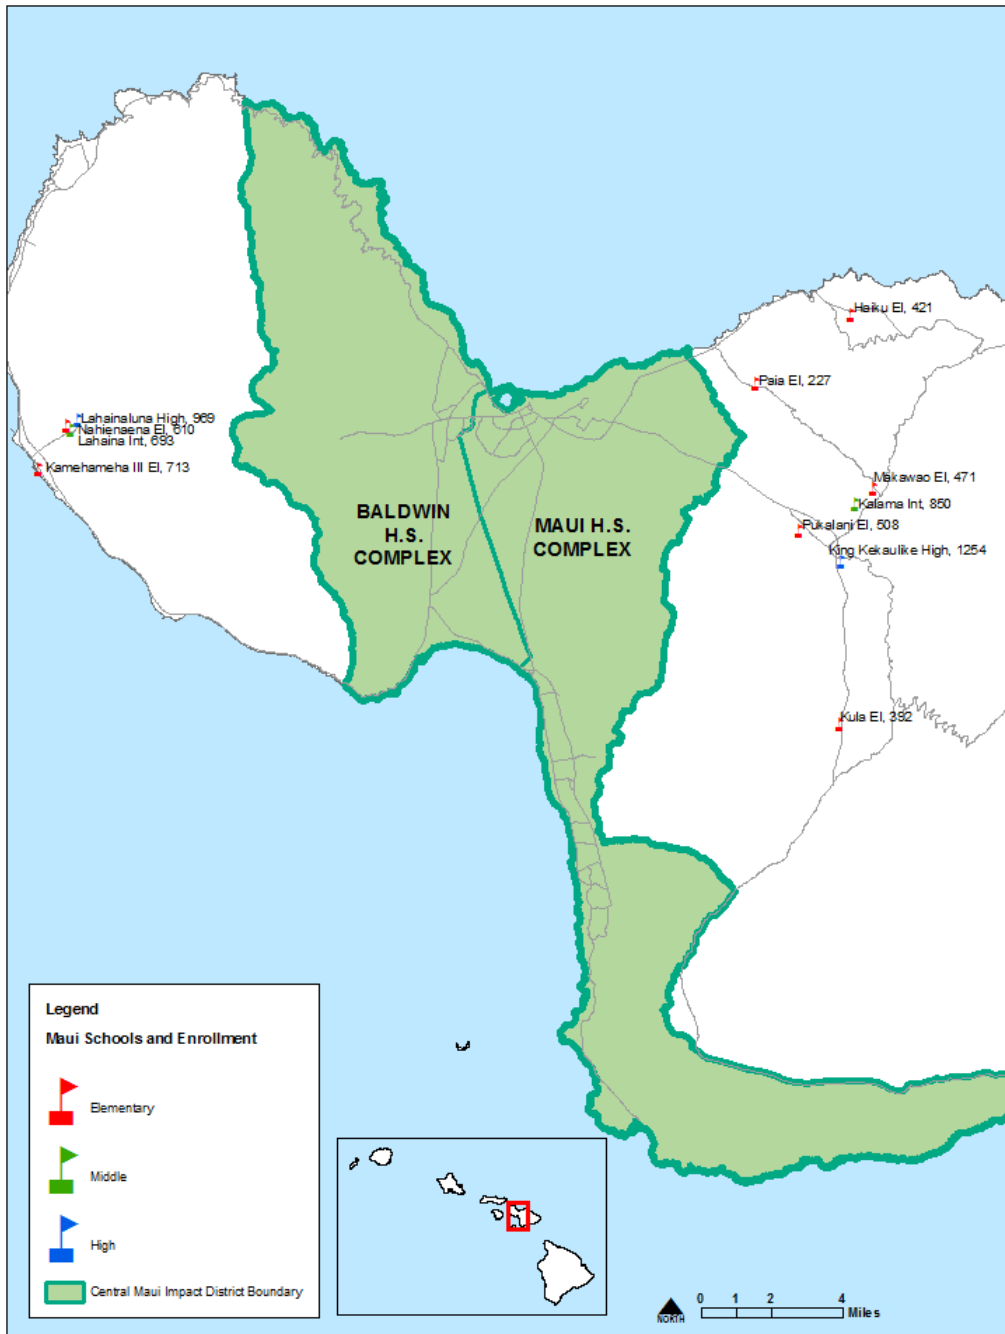 Haiku El, 421
Paia El, 227
Lahainaluna High, 969
Nahienaena El, 610
Lahaina Int, 693
Kamehameha III El, 713
Makawao El, 471
Kalama Int, 850
Pukalani El, 508
King Kekaulike High, 1254
BALDWIN
H.S.
COMPLEX
MAUI H.S.
COMPLEX
Kula El, 392
Legend
Maui Schools and Enrollment
Elementary
Middle
High
Central Maui Impact District Boundary
NORTH
0 1 2 4
Miles